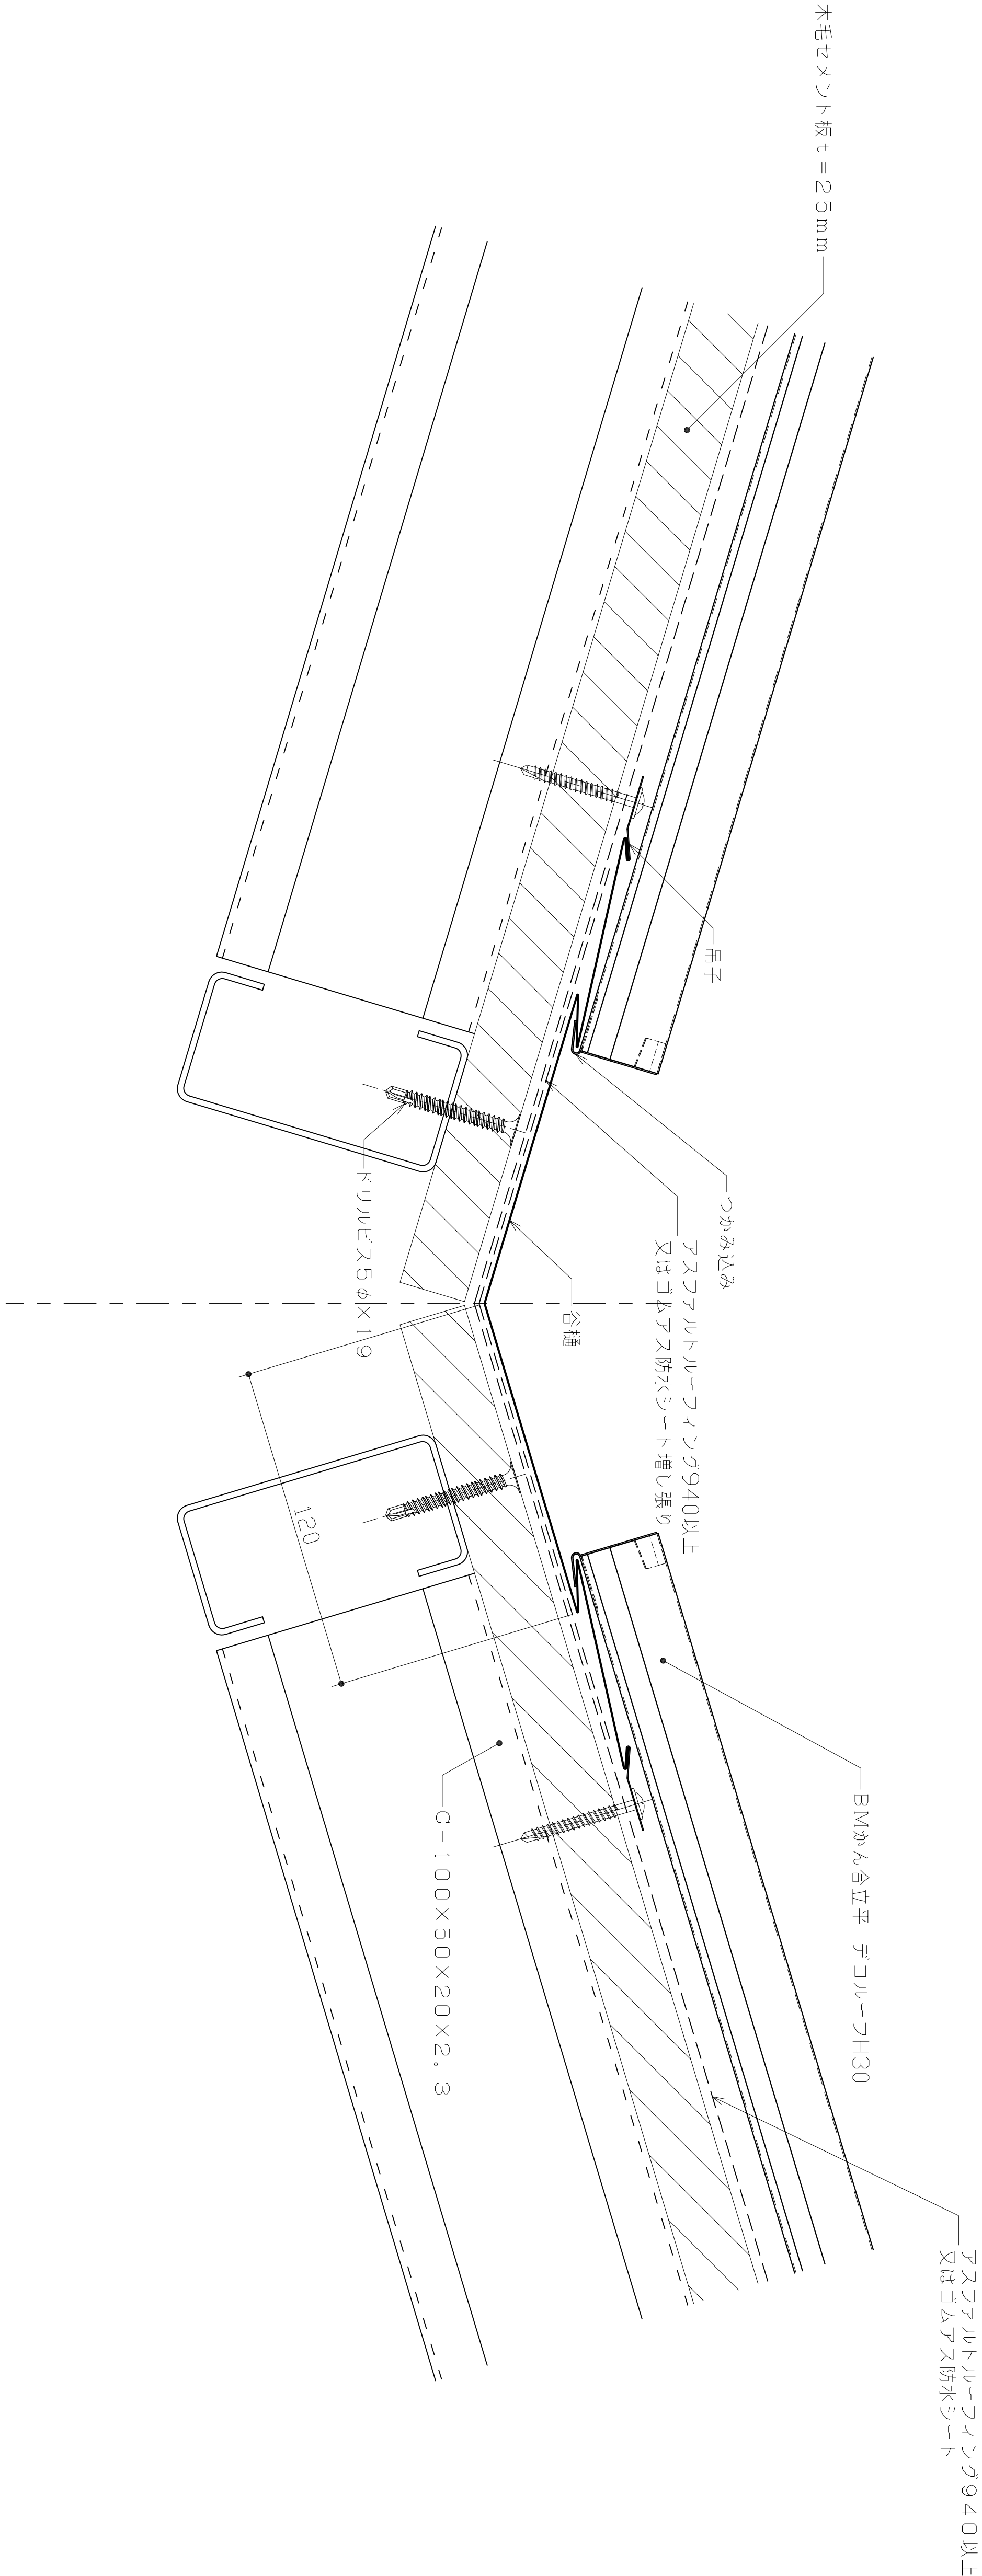 木毛セメント板t=25mm
吊子
つかみ込み
アスファルトルーフィング940以上
又はゴムアス防水シート増し張り
谷樋
ドリルビス5φ×19
120
BMかん合立平 デコルーフH30
C-100×50×20×2.3
アスファルトルーフィング940以上
又はゴムアス防水シート